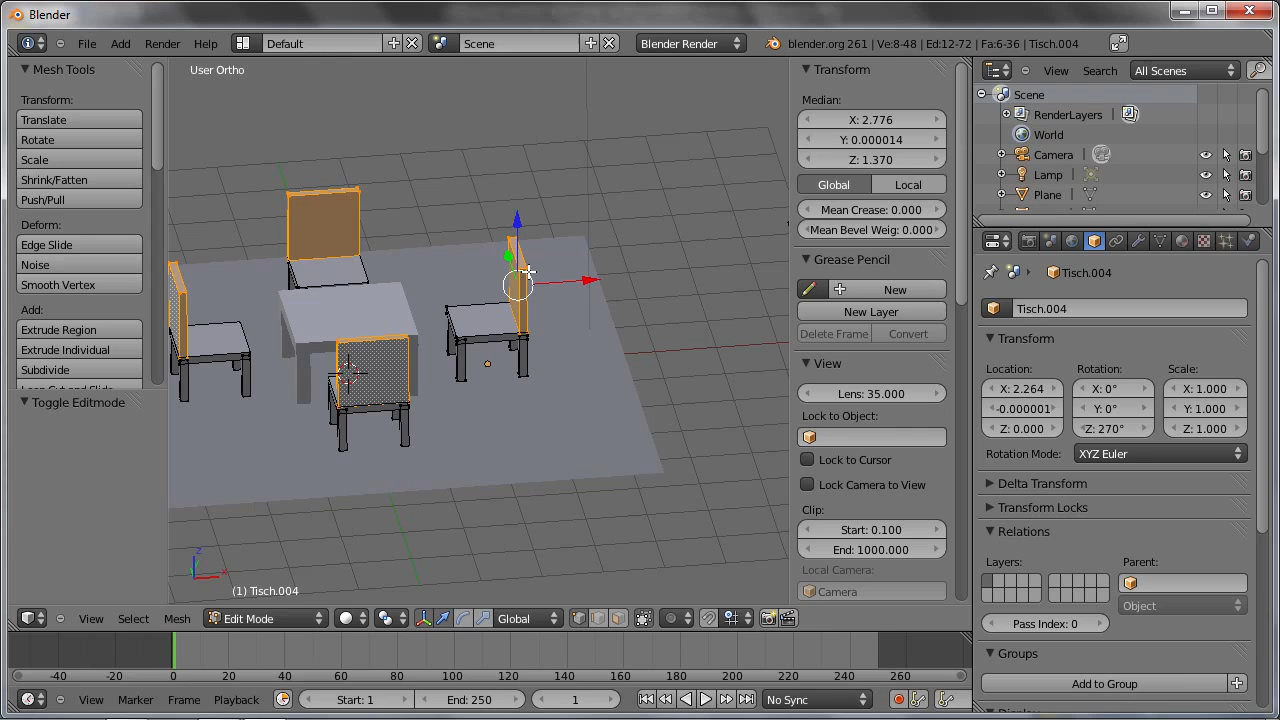 Blender
File Add Render Help Default Scene Blender Render blender.org 261 | Ve:8-48 | Ed:12-72 | Fa:6-36 | Tisch.004
Mesh Tools
Transform:
Translate
Rotate
Scale
Shrink/Fatten
Push/Pull
Deform:
Edge Slide
Noise
Smooth Vertex
Add:
Extrude Region
Extrude Individual
Subdivide
Loop Cut and Slide
Toggle Editmode
User Ortho
Z
X
(1) Tisch.004
Transform
Median:
X: 2.776
Y: 0.000014
Z: 1.370
Global Local
Mean Crease: 0.000
Mean Bevel Weig: 0.000
Grease Pencil
New
New Layer
Delete Frame Convert
View
Lens: 35.000
Lock to Object:
Lock to Cursor
Lock Camera to View
Clip:
Start: 0.100
End: 1000.000
Local Camera:
Camera
View Search All Scenes
Scene
RenderLayers |
World
Camera |
Lamp |
Plane |
Tisch.004
Tisch.004
Transform
Location: Rotation: Scale:
X: 2.264 X: 0° X: 1.000
-0.000001 Y: 0° Y: 1.000
Z: 0.000 Z: 270° Z: 1.000
Rotation Mode: XYZ Euler
Delta Transform
Transform Locks
Relations
Layers: Parent:
Object
Pass Index: 0
Groups
Add to Group
View Select Mesh Edit Mode Global
-40 -20 0 20 40 60 80 100 120 140 160 180 200 220 240 260
View Marker Frame Playback Start: 1 End: 250 1 No Sync